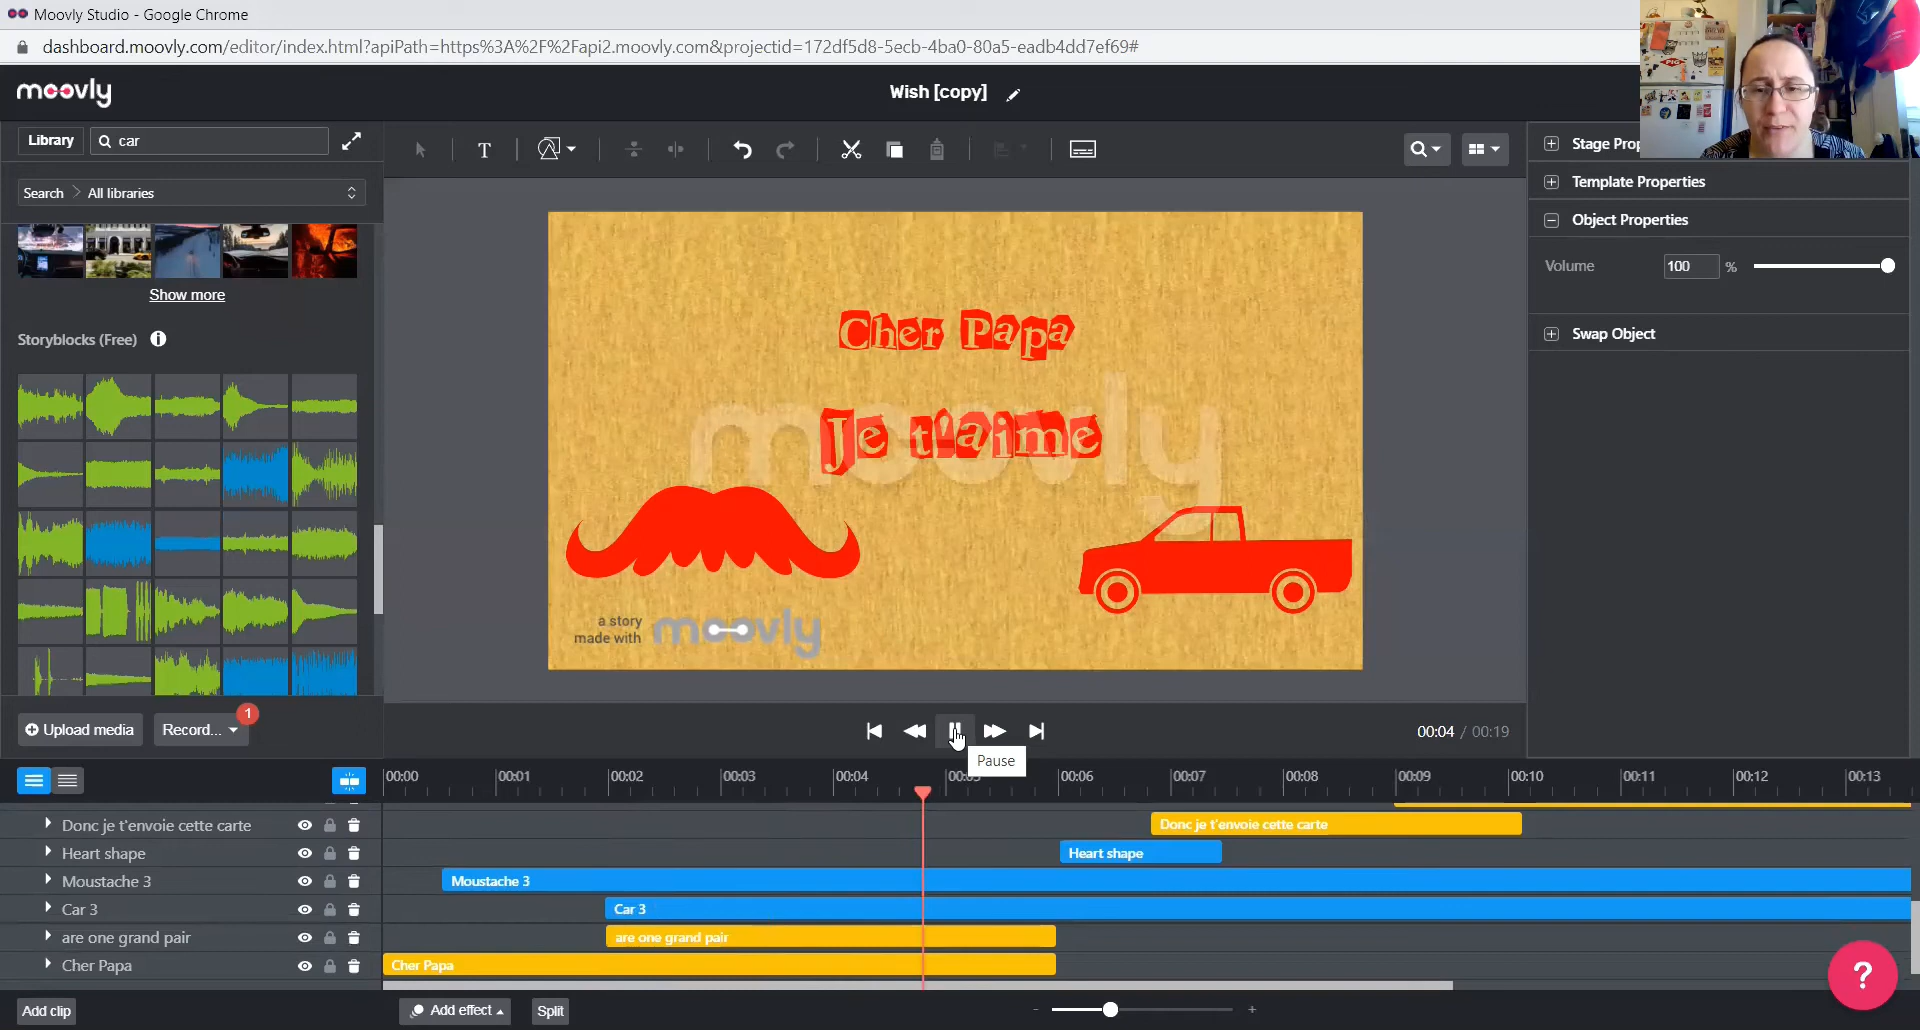 Moovly Studio - Google Chrome
dashboard.moovly.com/editor/index.html?apiPath=https%3A%2F%2Fapi2.moovly.com&projectid=172df5d8-5ecb-4ba0-80a5-eadb4dd7ef69#
moovly
Wish [copy]
Library
car
T
Stage Prop
Search > All libraries
Template Properties
Object Properties
Volume 100 %
Show more
Storyblocks (Free)
Swap Object
Cher Papa
Je t'aime
moovly
a story
made with moovly
Upload media
Record...
1
00:04 / 00:19
Pause
00:00 00:01 00:02 00:03 00:04 00:05 00:06 00:07 00:08 00:09 00:10 00:11 00:12 00:13
Donc je t'envoie cette carte
Donc je t'envoie cette carte
Heart shape
Heart shape
Moustache 3
Moustache 3
Car 3
Car 3
are one grand pair
are one grand pair
Cher Papa
Cher Papa
?
Add clip
Add effect
Split
- +